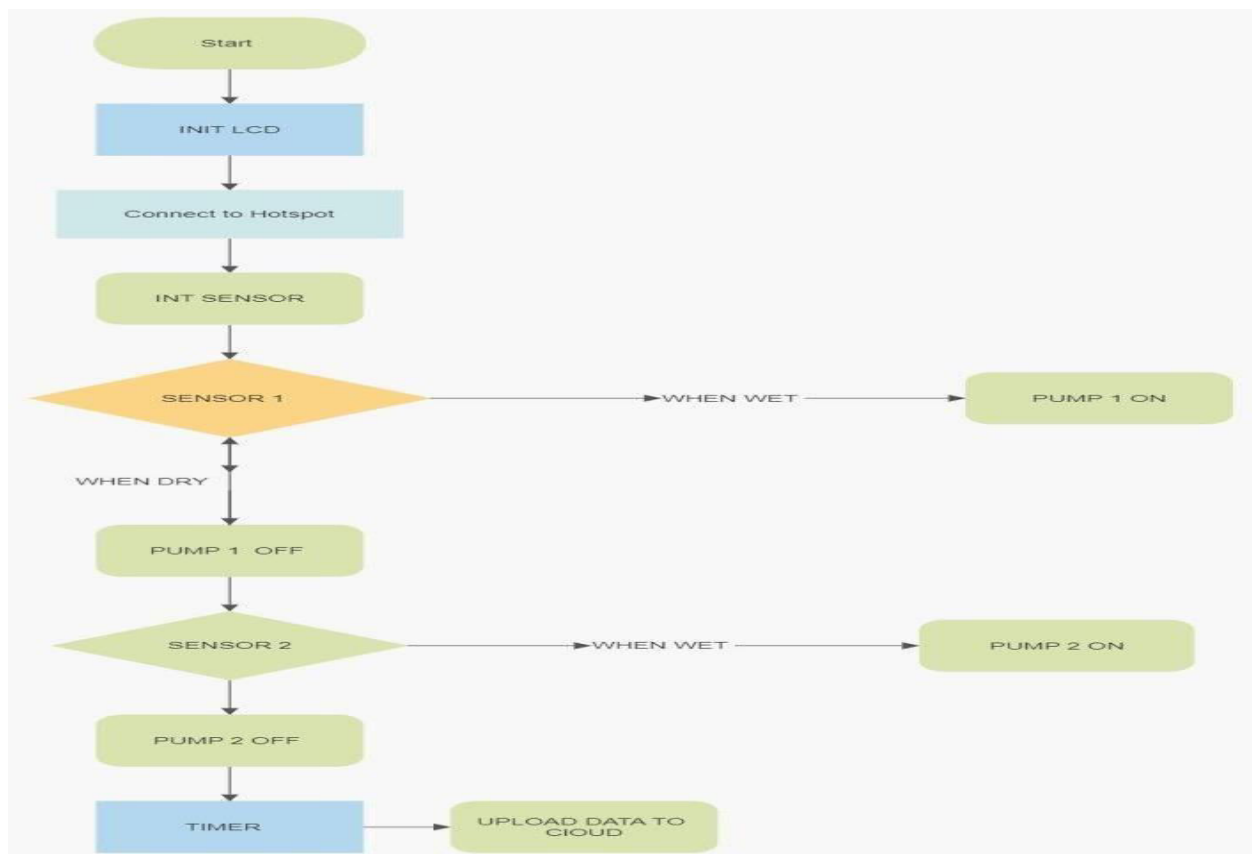 Start
INIT LCD
Connect to Hotspot
INT SENSOR
SENSOR 1
WHEN WET
PUMP 1 ON
WHEN DRY
PUMP 1 OFF
SENSOR 2
WHEN WET
PUMP 2 ON
PUMP 2 OFF
TIMER
UPLOAD DATA TO
ClOUD